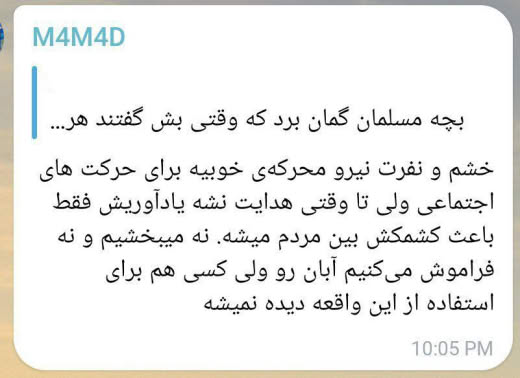 M4M4D
بچه مسلمان گمان برد که وقتی بش گفتند هر...
خشم و نفرت نیرو محرکه‌ی خوبیه برای حرکت های
اجتماعی ولی تا وقتی هدایت نشه یادآوریش فقط
باعث کشمکش بین مردم میشه. نه میبخشیم و نه
فراموش می‌کنیم آبان رو ولی کسی هم برای
استفاده از این واقعه دیده نمیشه
10:05 PM